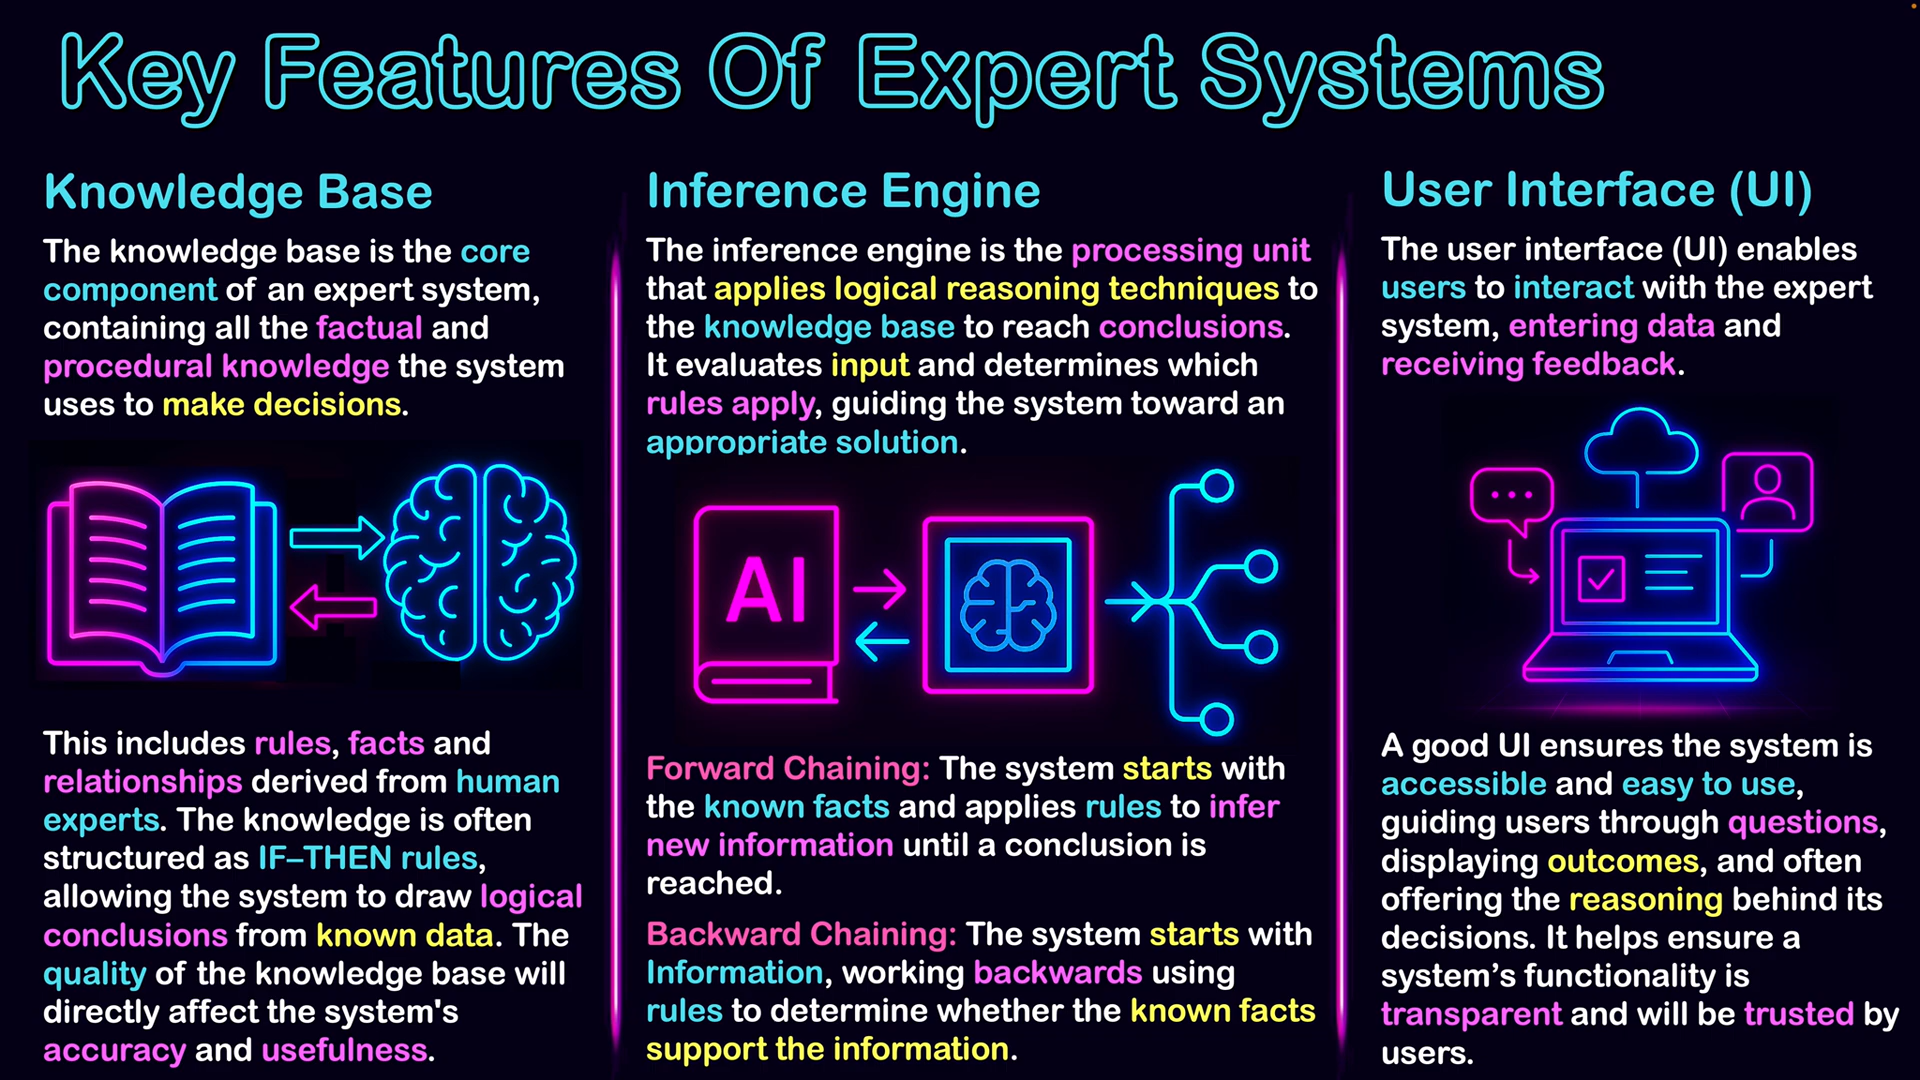 Key Features Of Expert Systems
Knowledge Base
The knowledge base is the core
component of an expert system,
containing all the factual and
procedural knowledge the system
uses to make decisions.
This includes rules, facts and
relationships derived from human
experts. The knowledge is often
structured as IF–THEN rules,
allowing the system to draw logical
conclusions from known data. The
quality of the knowledge base will
directly affect the system's
accuracy and usefulness.
Inference Engine
The inference engine is the processing unit
that applies logical reasoning techniques to
the knowledge base to reach conclusions.
It evaluates input and determines which
rules apply, guiding the system toward an
appropriate solution.
AI
Forward Chaining: The system starts with
the known facts and applies rules to infer
new information until a conclusion is
reached.
Backward Chaining: The system starts with
Information, working backwards using
rules to determine whether the known facts
support the information.
User Interface (UI)
The user interface (UI) enables
users to interact with the expert
system, entering data and
receiving feedback.
A good UI ensures the system is
accessible and easy to use,
guiding users through questions,
displaying outcomes, and often
offering the reasoning behind its
decisions. It helps ensure a
system’s functionality is
transparent and will be trusted by
users.